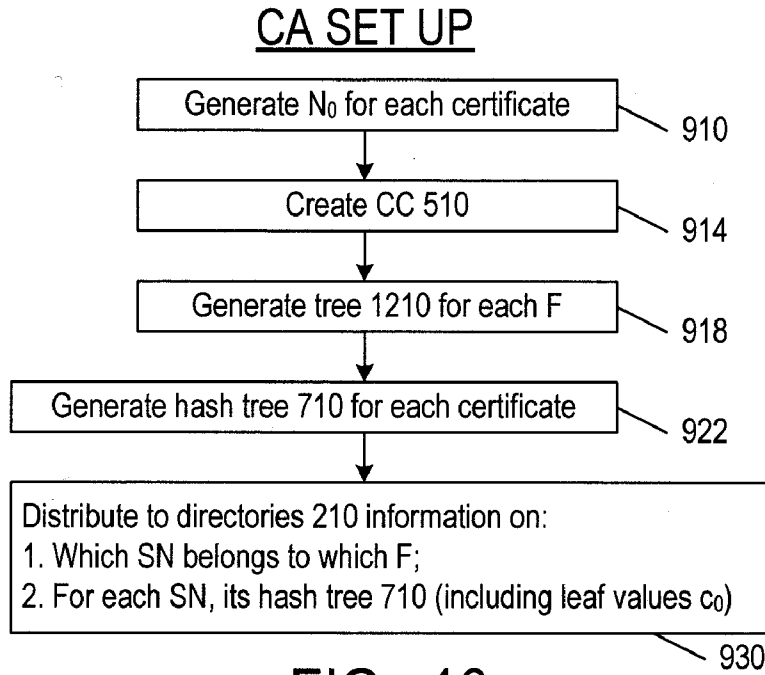 CA SET UP
Generate N₀ for each certificate
910
Create CC 510
914
Generate tree 1210 for each F
918
Generate hash tree 710 for each certificate
922
Distribute to directories 210 information on:
1. Which SN belongs to which F;
2. For each SN, its hash tree 710 (including leaf values c₀)
930